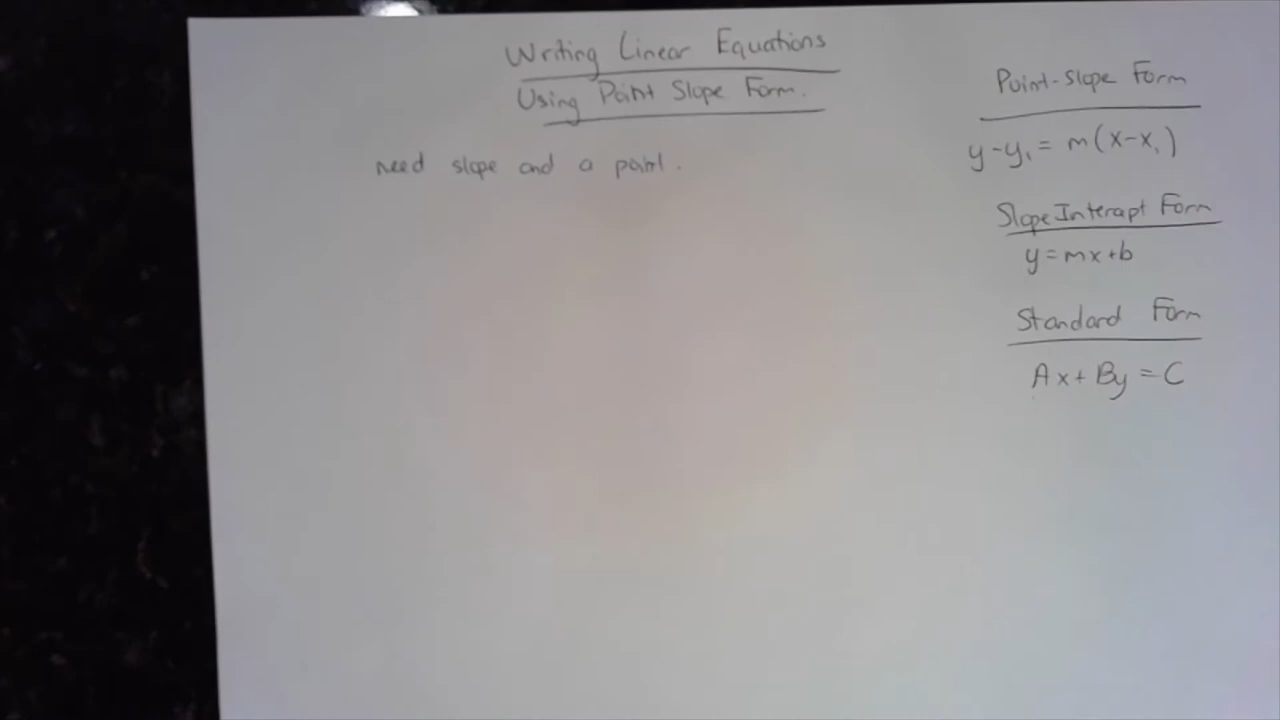 Writing Linear Equations
Using Point Slope Form.
need slope and a point.
Point-Slope Form
y-y₁ = m(x-x₁)
Slope Intercept Form
y=mx+b
Standard Form
Ax+By=C